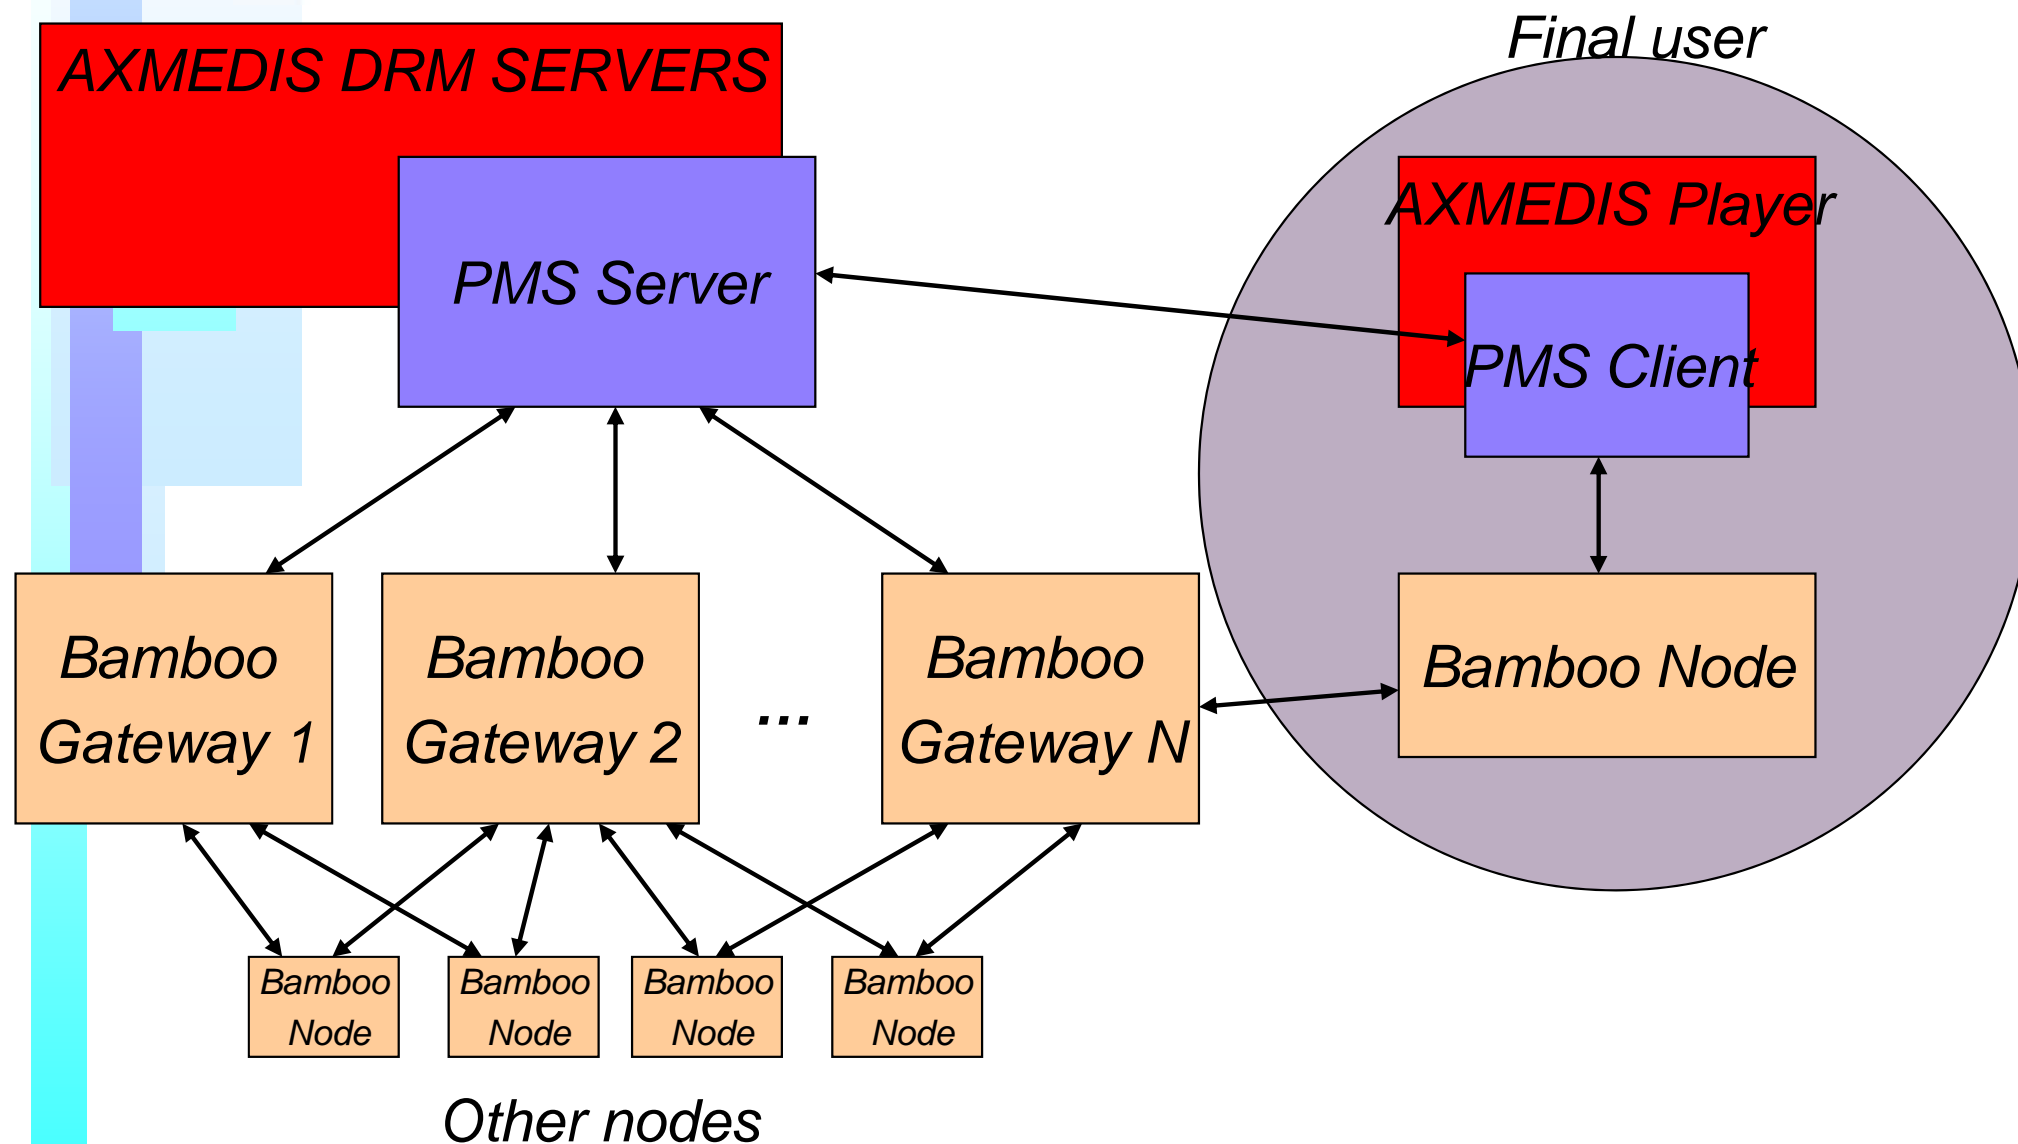 Final user
AXMEDIS DRM SERVERS
AXMEDIS Player
PMS Server
PMS Client
Bamboo
Gateway 1
Bamboo
Gateway 2
...
Bamboo
Gateway N
Bamboo Node
Bamboo
Node
Bamboo
Node
Bamboo
Node
Bamboo
Node
Other nodes